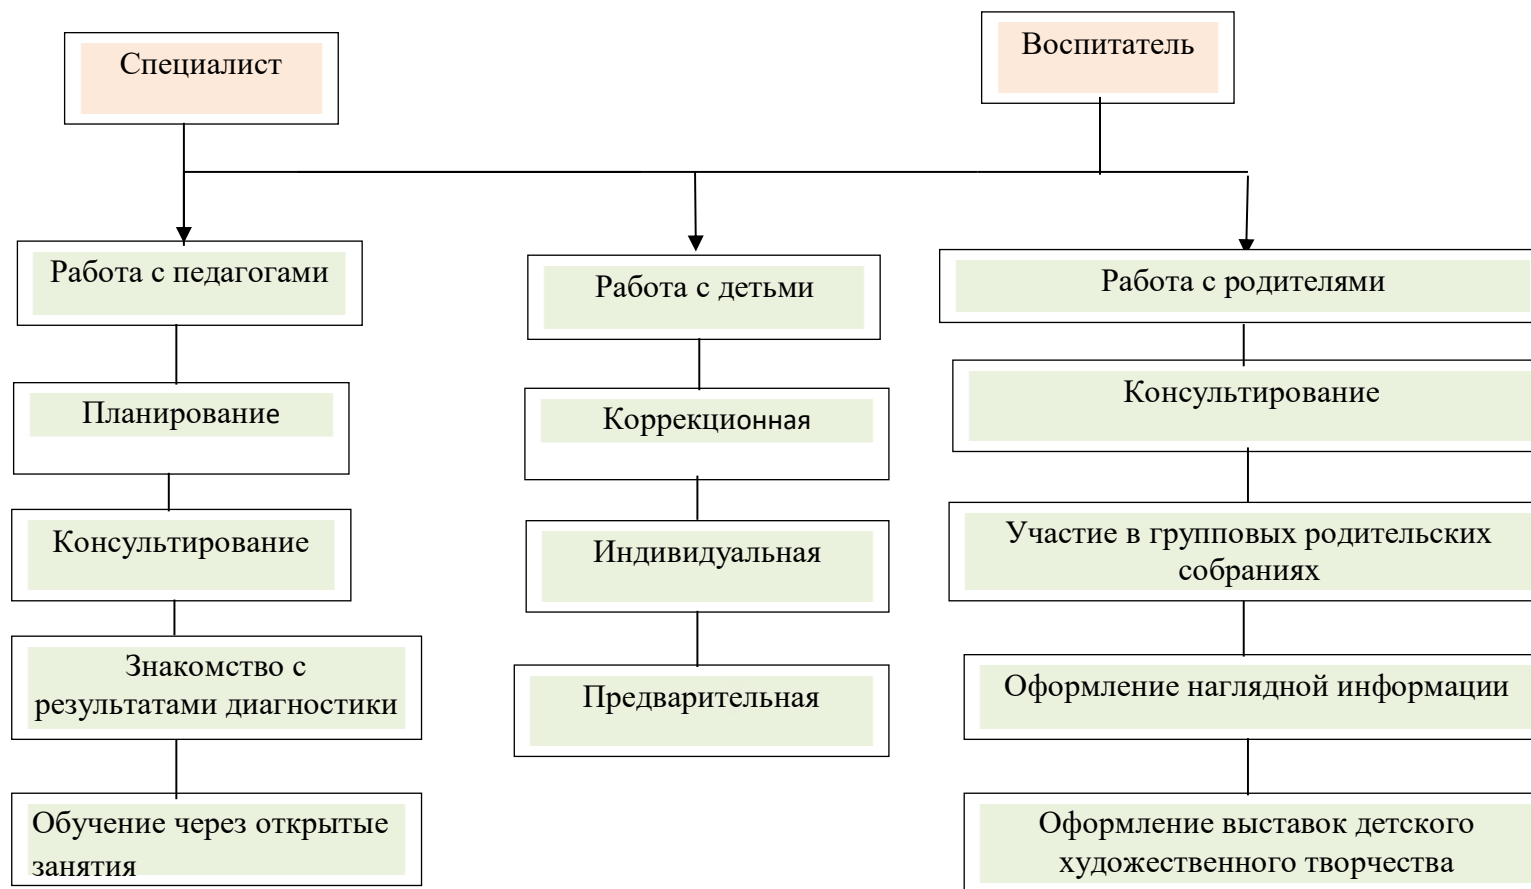 Специалист
Воспитатель
Работа с педагогами
Планирование
Консультирование
Знакомство с
результатами диагностики
Обучение через открытые
занятия
Работа с детьми
Коррекционная
Индивидуальная
Предварительная
Работа с родителями
Консультирование
Участие в групповых родительских
собраниях
Оформление наглядной информации
Оформление выставок детского
художественного творчества